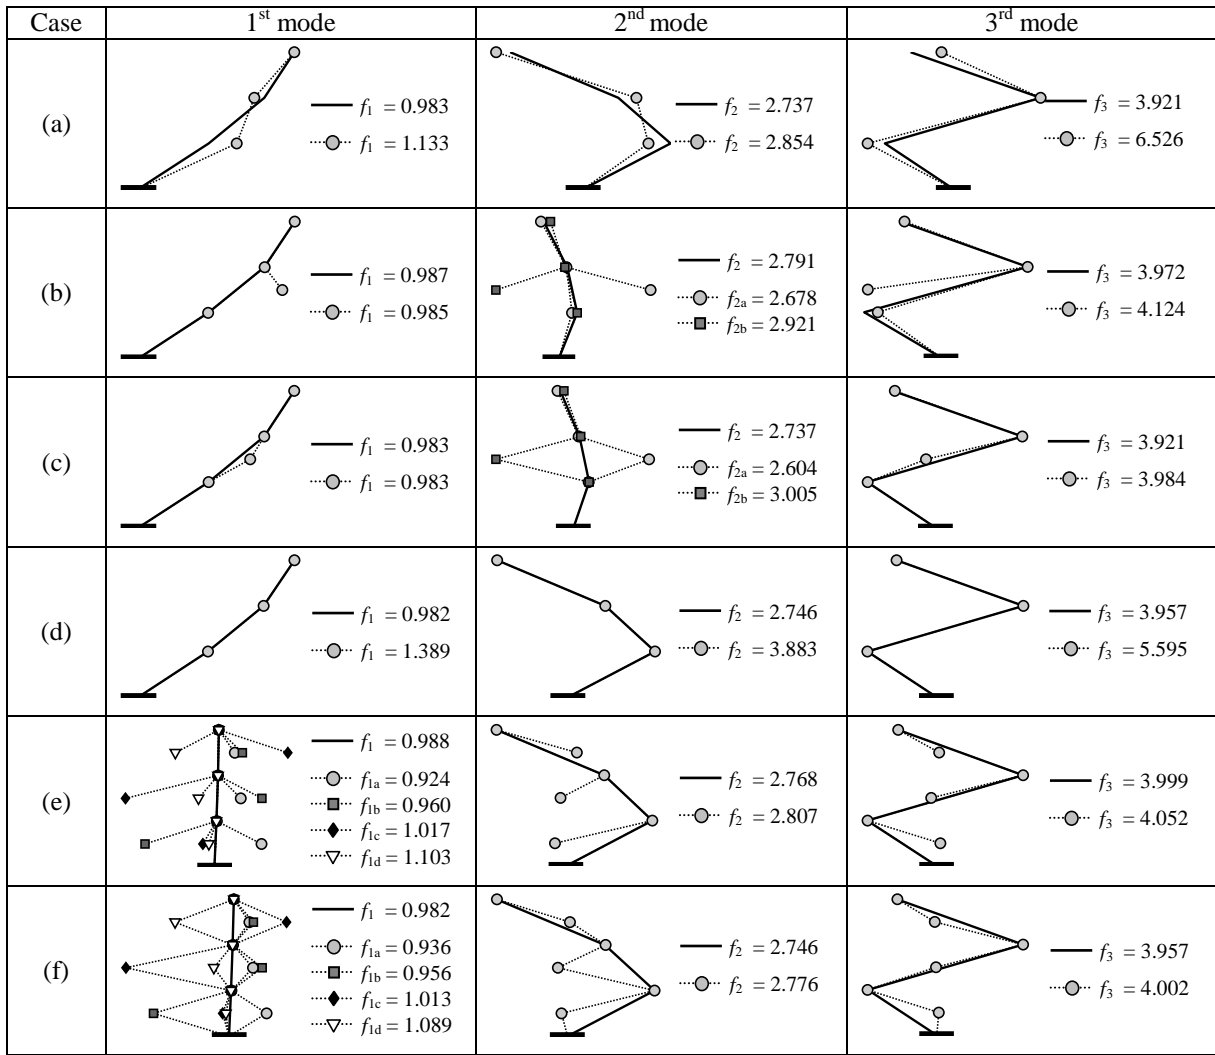 Case 1st mode 2nd mode 3rd mode
(a)
f1 = 0.983
f1 = 1.133
f2 = 2.737
f2 = 2.854
f3 = 3.921
f3 = 6.526
(b)
f1 = 0.987
f1 = 0.985
f2 = 2.791
f2a = 2.678
f2b = 2.921
f3 = 3.972
f3 = 4.124
(c)
f1 = 0.983
f1 = 0.983
f2 = 2.737
f2a = 2.604
f2b = 3.005
f3 = 3.921
f3 = 3.984
(d)
f1 = 0.982
f1 = 1.389
f2 = 2.746
f2 = 3.883
f3 = 3.957
f3 = 5.595
(e)
f1 = 0.988
f1a = 0.924
f1b = 0.960
f1c = 1.017
f1d = 1.103
f2 = 2.768
f2 = 2.807
f3 = 3.999
f3 = 4.052
(f)
f1 = 0.982
f1a = 0.936
f1b = 0.956
f1c = 1.013
f1d = 1.089
f2 = 2.746
f2 = 2.776
f3 = 3.957
f3 = 4.002